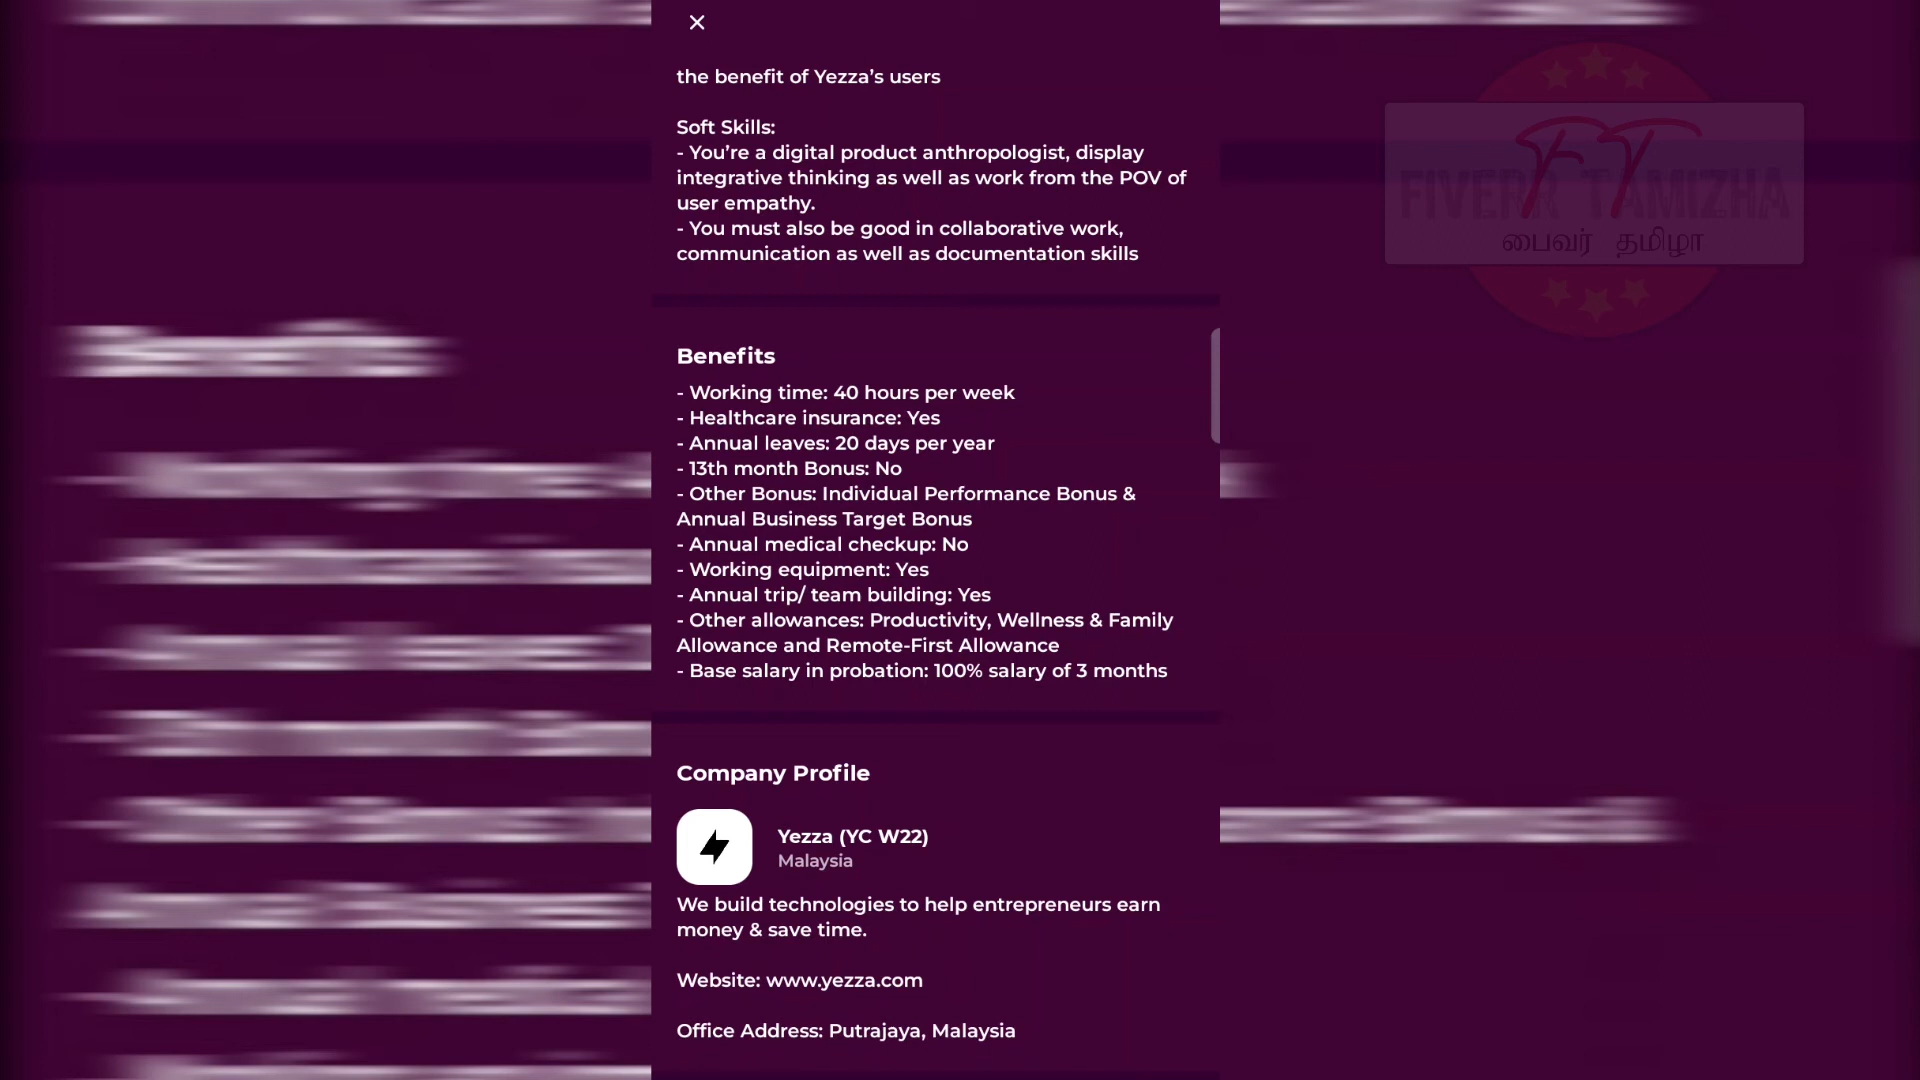 the benefit of Yezza’s users
Soft Skills:
- You’re a digital product anthropologist, display
integrative thinking as well as work from the POV of
user empathy.
- You must also be good in collaborative work,
communication as well as documentation skills
Benefits
- Working time: 40 hours per week
- Healthcare insurance: Yes
- Annual leaves: 20 days per year
- 13th month Bonus: No
- Other Bonus: Individual Performance Bonus &
Annual Business Target Bonus
- Annual medical checkup: No
- Working equipment: Yes
- Annual trip/ team building: Yes
- Other allowances: Productivity, Wellness & Family
Allowance and Remote-First Allowance
- Base salary in probation: 100% salary of 3 months
Company Profile
Yezza (YC W22)
Malaysia
We build technologies to help entrepreneurs earn
money & save time.
Website: www.yezza.com
Office Address: Putrajaya, Malaysia
FT
FIVERR TAMIZHA
பைவர் தமிழா